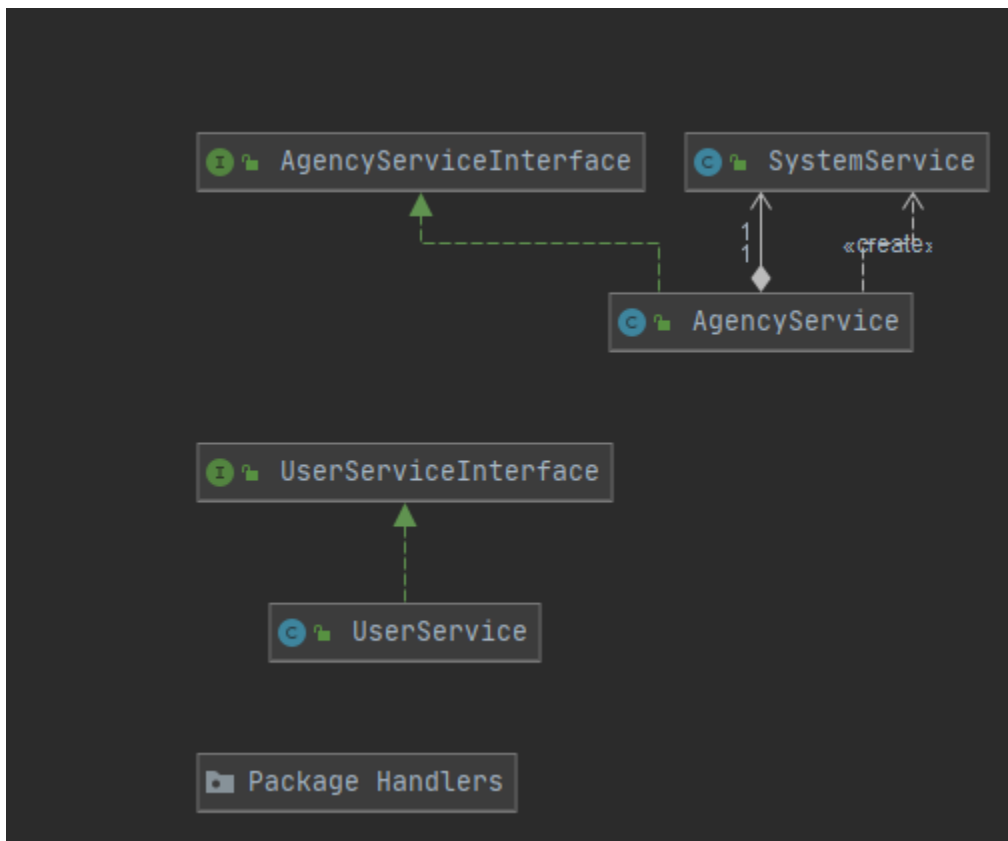 I AgencyServiceInterface
C SystemService
1
1
«create»
C AgencyService
I UserServiceInterface
C UserService
Package Handlers